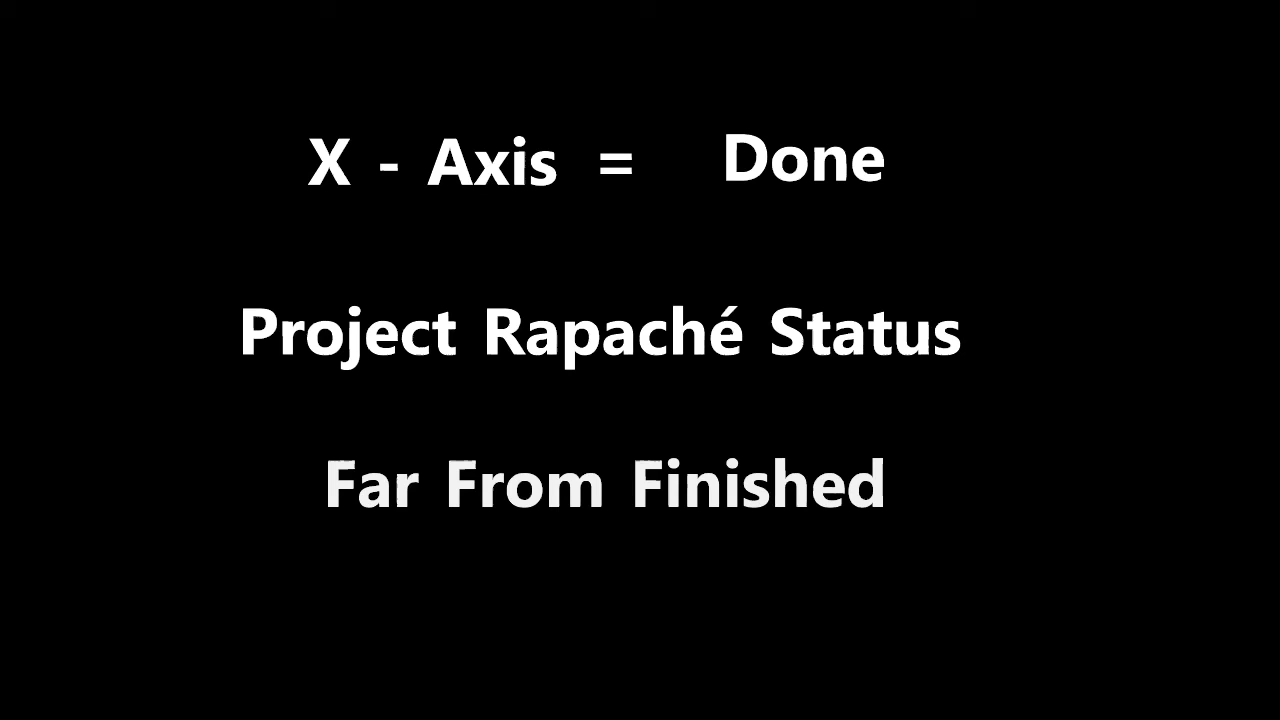 X - Axis = Done
Project Rapaché Status
Far From Finished